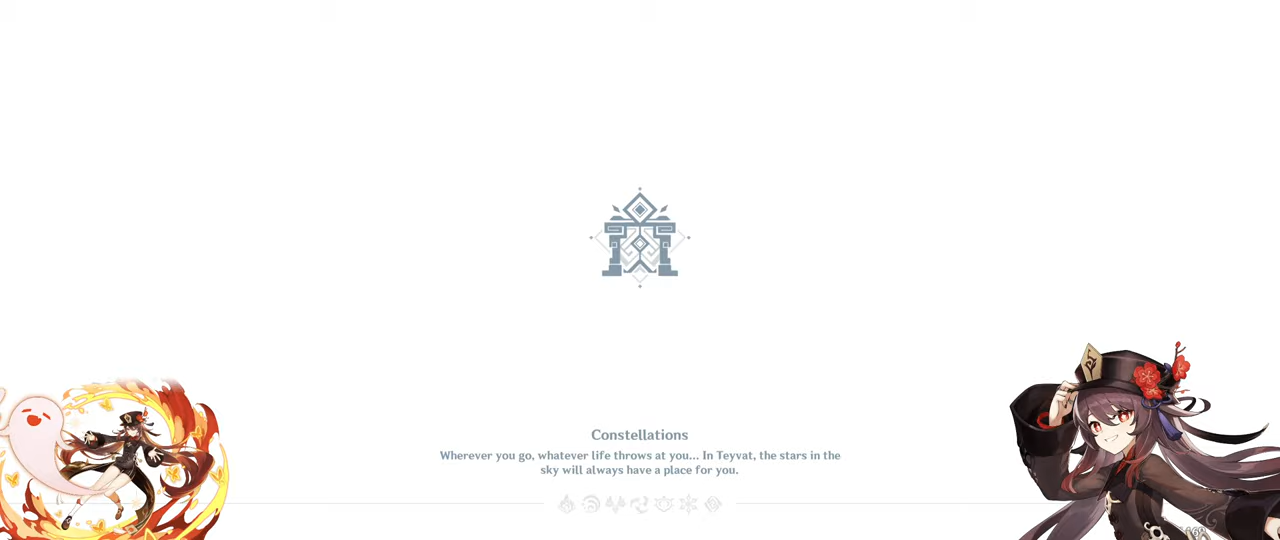 Constellations
Wherever you go, whatever life throws at you... In Teyvat, the stars in the
sky will always have a place for you.